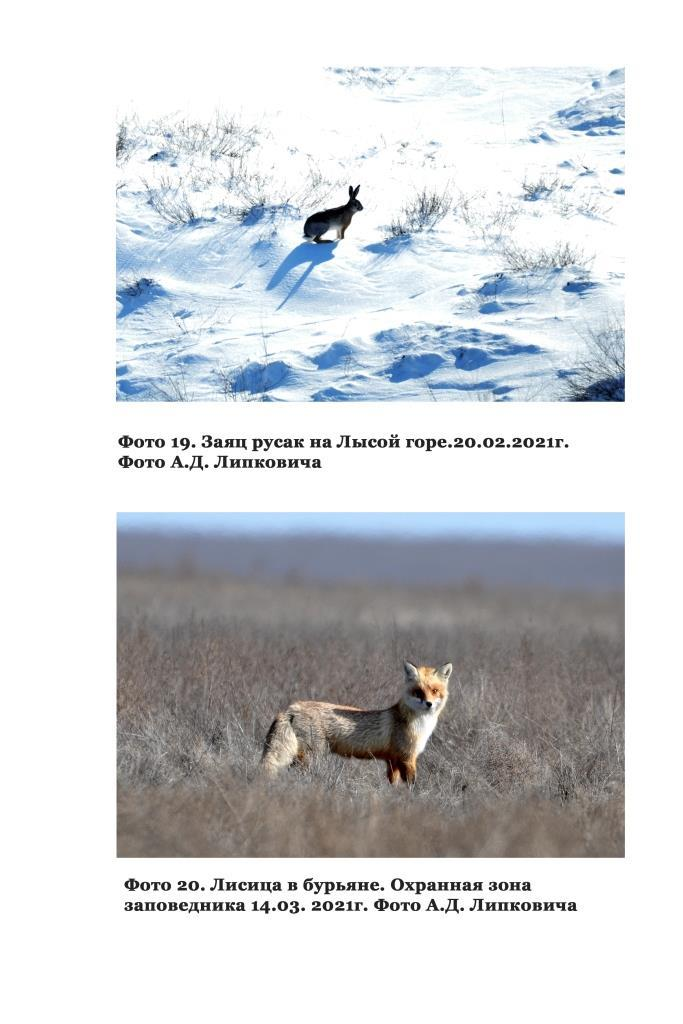 Фото 19. Заяц русак на Лысой горе.20.02.2021г.
Фото А.Д. Липковича
Фото 20. Лисица в бурьяне. Охранная зона
заповедника 14.03. 2021г. Фото А.Д. Липковича